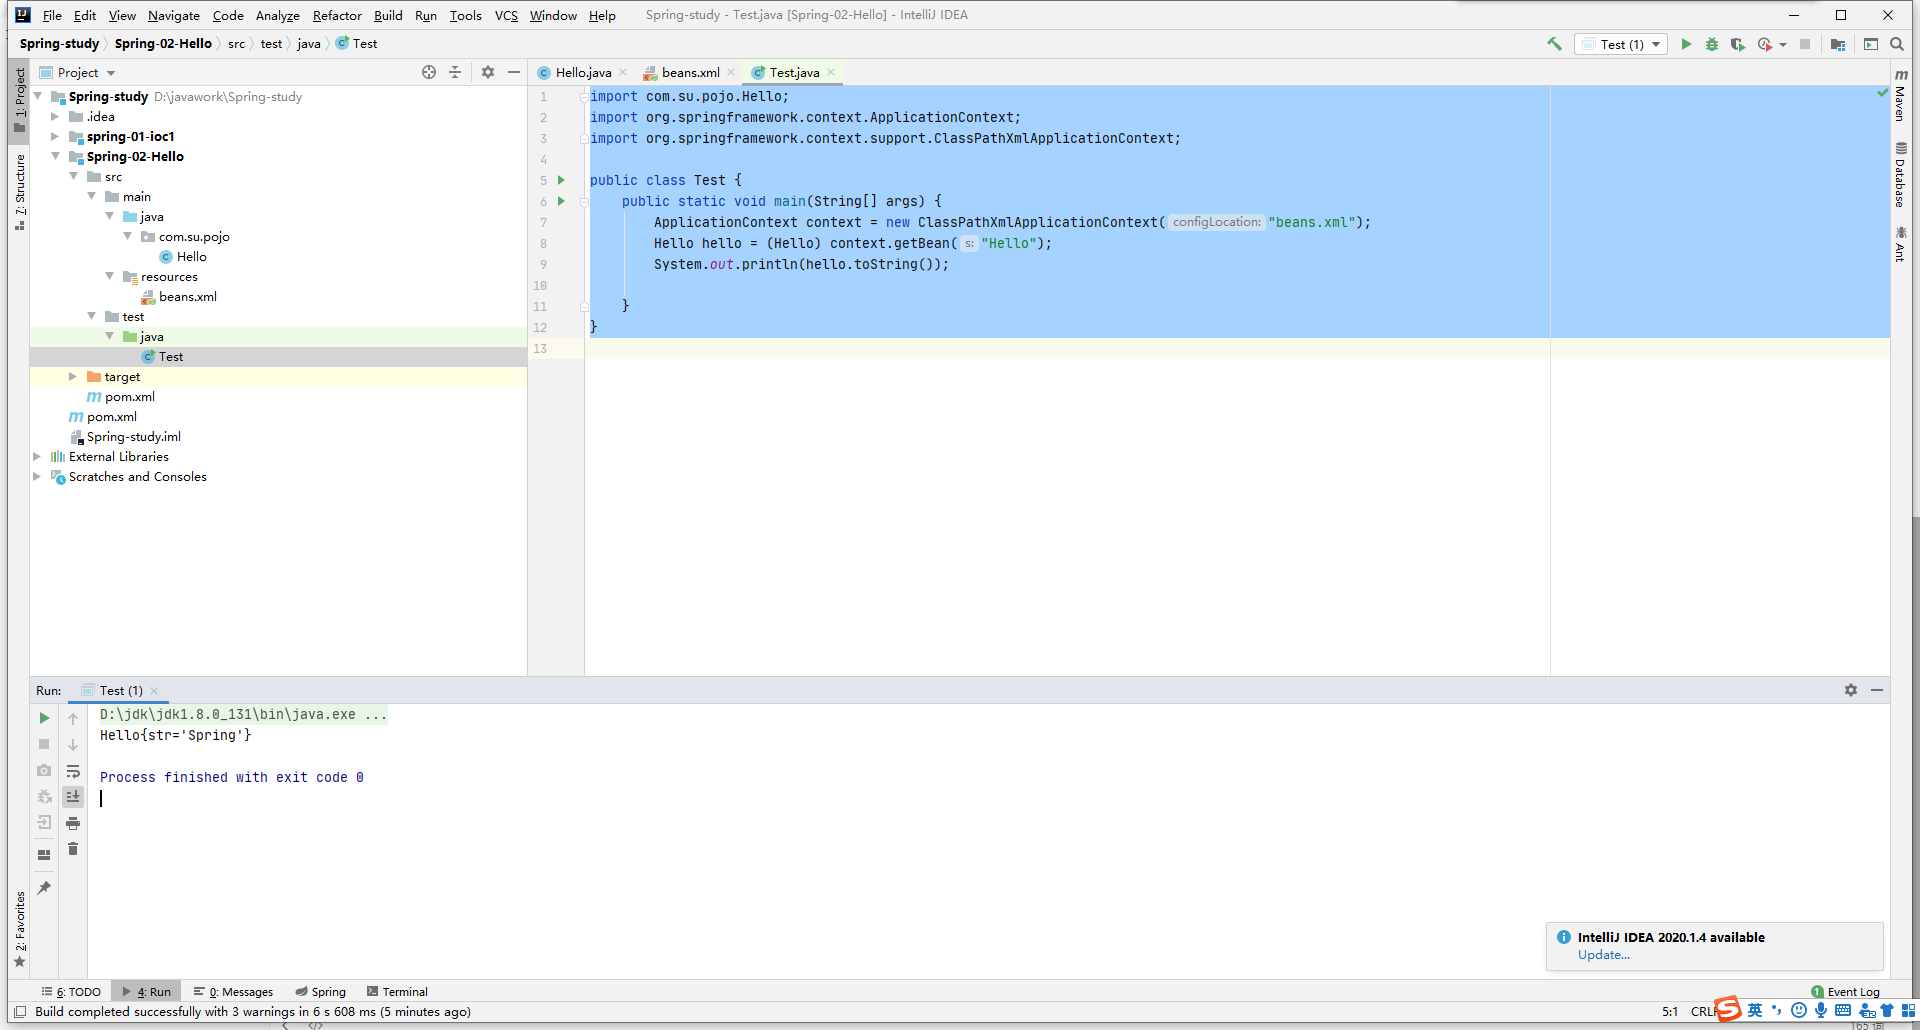 File Edit View Navigate Code Analyze Refactor Build Run Tools VCS Window Help Spring-study - Test.java [Spring-02-Hello] - IntelliJ IDEA
Spring-study Spring-02-Hello src test java Test
Test (1)
Project
Hello.java beans.xml Test.java
1: Project
7: Structure
2: Favorites
Spring-study D:\javawork\Spring-study
.idea
spring-01-ioc1
Spring-02-Hello
src
main
java
com.su.pojo
Hello
resources
beans.xml
test
java
Test
target
pom.xml
pom.xml
Spring-study.iml
External Libraries
Scratches and Consoles
1 import com.su.pojo.Hello;
2 import org.springframework.context.ApplicationContext;
3 import org.springframework.context.support.ClassPathXmlApplicationContext;
4
5 public class Test {
6 public static void main(String[] args) {
7 ApplicationContext context = new ClassPathXmlApplicationContext( configLocation: "beans.xml");
8 Hello hello = (Hello) context.getBean( s: "Hello");
9 System.out.println(hello.toString());
10
11 }
12 }
13
Maven
Database
Ant
Run: Test (1)
D:\jdk\jdk1.8.0_131\bin\java.exe ...
Hello{str='Spring'}
Process finished with exit code 0
IntelliJ IDEA 2020.1.4 available
Update...
6: TODO 4: Run 0: Messages Spring Terminal
1 Event Log
Build completed successfully with 3 warnings in 6 s 608 ms (5 minutes ago)
5:1 CRLF
英